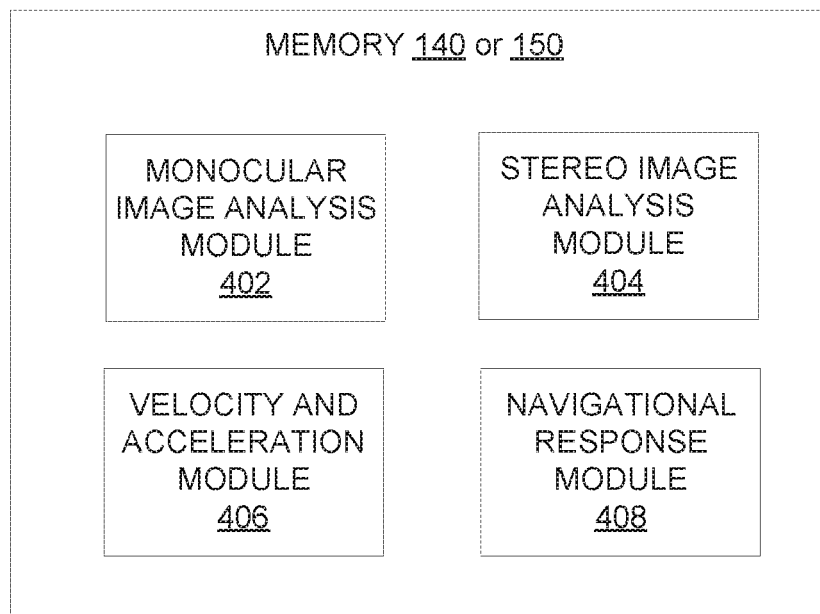 MEMORY 140 or 150
MONOCULAR
IMAGE ANALYSIS
MODULE
402
STEREO IMAGE
ANALYSIS
MODULE
404
VELOCITY AND
ACCELERATION
MODULE
406
NAVIGATIONAL
RESPONSE
MODULE
408